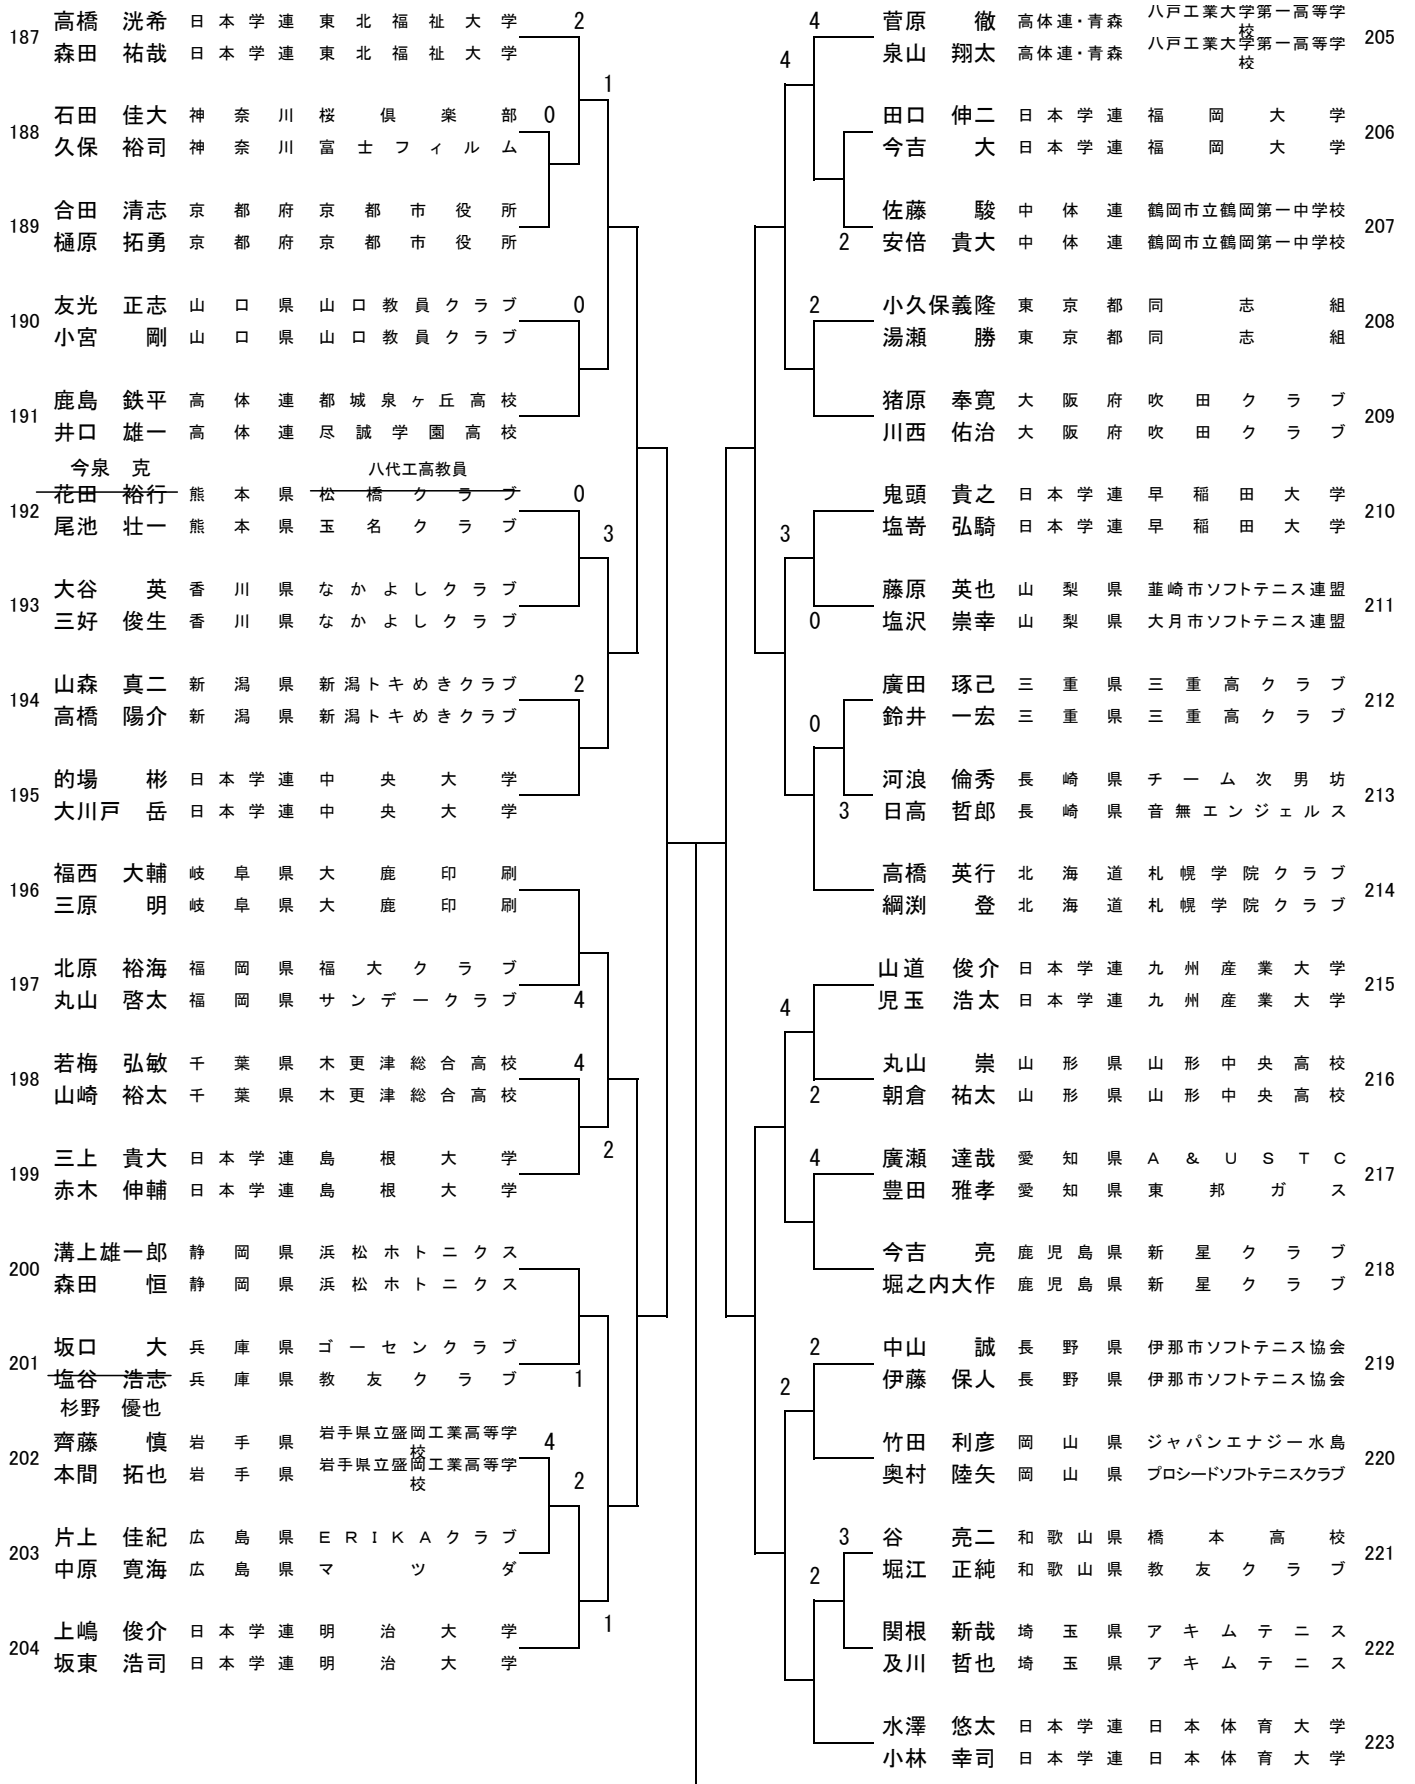 187
高橋 洸希 日本学連 東北福祉大学 2
森田 祐哉 日本学連 東北福祉大学
1
188
石田 佳大 神奈川 桜倶楽部 0
久保 裕司 神奈川 富士フィルム
189
合田 清志 京都府 京都市役所
樋原 拓勇 京都府 京都市役所
190
友光 正志 山口県 山口教員クラブ 0
小宮 剛 山口県 山口教員クラブ
191
鹿島 鉄平 高体連 都城泉ヶ丘高校
井口 雄一 高体連 尽誠学園高校
今泉 克 八代工高教員
192
花田 裕行 熊本県 松橋クラブ 0
尾池 壮一 熊本県 玉名クラブ
3
193
大谷 英 香川県 なかよしクラブ
三好 俊生 香川県 なかよしクラブ
194
山森 真二 新潟県 新潟トキめきクラブ 2
高橋 陽介 新潟県 新潟トキめきクラブ
195
的場 彬 日本学連 中央大学
大川戸 岳 日本学連 中央大学
196
福西 大輔 岐阜県 大鹿印刷
三原 明 岐阜県 大鹿印刷
197
北原 裕海 福岡県 福大クラブ
丸山 啓太 福岡県 サンデークラブ 4
198
若梅 弘敏 千葉県 木更津総合高校 4
山崎 裕太 千葉県 木更津総合高校
2
199
三上 貴大 日本学連 島根大学
赤木 伸輔 日本学連 島根大学
200
溝上雄一郎 静岡県 浜松ホトニクス
森田 恒 静岡県 浜松ホトニクス
201
坂口 大 兵庫県 ゴーセンクラブ
塩谷 浩志 兵庫県 教友クラブ 1
杉野 優也
202
齊藤 慎 岩手県 岩手県立盛岡工業高等学校 4
本間 拓也 岩手県 岩手県立盛岡工業高等学校 2
203
片上 佳紀 広島県 ERIKAクラブ
中原 寛海 広島県 マツダ
204
上嶋 俊介 日本学連 明治大学 1
坂東 浩司 日本学連 明治大学
4 菅原 徹 高体連・青森 八戸工業大学第一高等学校
泉山 翔太 高体連・青森 八戸工業大学第一高等学校
205
4
田口 伸二 日本学連 福岡大学
今吉 大 日本学連 福岡大学
206
佐藤 駿 中体連 鶴岡市立鶴岡第一中学校
2 安倍 貴大 中体連 鶴岡市立鶴岡第一中学校
207
2 小久保義隆 東京都 同志組
湯瀬 勝 東京都 同志組
208
猪原 奉寛 大阪府 吹田クラブ
川西 佑治 大阪府 吹田クラブ
209
鬼頭 貴之 日本学連 早稲田大学
塩嵜 弘騎 日本学連 早稲田大学
210
3
藤原 英也 山梨県 韮崎市ソフトテニス連盟
0 塩沢 崇幸 山梨県 大月市ソフトテニス連盟
211
廣田 琢己 三重県 三重高クラブ
0 鈴井 一宏 三重県 三重高クラブ
212
河浪 倫秀 長崎県 チーム次男坊
3 日高 哲郎 長崎県 音無エンジェルス
213
高橋 英行 北海道 札幌学院クラブ
綱渕 登 北海道 札幌学院クラブ
214
山道 俊介 日本学連 九州産業大学
児玉 浩太 日本学連 九州産業大学
215
4
丸山 崇 山形県 山形中央高校
2 朝倉 祐太 山形県 山形中央高校
216
4 廣瀬 達哉 愛知県 A&USTC
豊田 雅孝 愛知県 東邦ガス
217
今吉 亮 鹿児島県 新星クラブ
堀之内大作 鹿児島県 新星クラブ
218
2 中山 誠 長野県 伊那市ソフトテニス協会
伊藤 保人 長野県 伊那市ソフトテニス協会
219
2
竹田 利彦 岡山県 ジャパンエナジー水島
奥村 陸矢 岡山県 プロシードソフトテニスクラブ
220
3 谷 亮二 和歌山県 橋本高校
2 堀江 正純 和歌山県 教友クラブ
221
関根 新哉 埼玉県 アキムテニス
及川 哲也 埼玉県 アキムテニス
222
水澤 悠太 日本学連 日本体育大学
小林 幸司 日本学連 日本体育大学
223